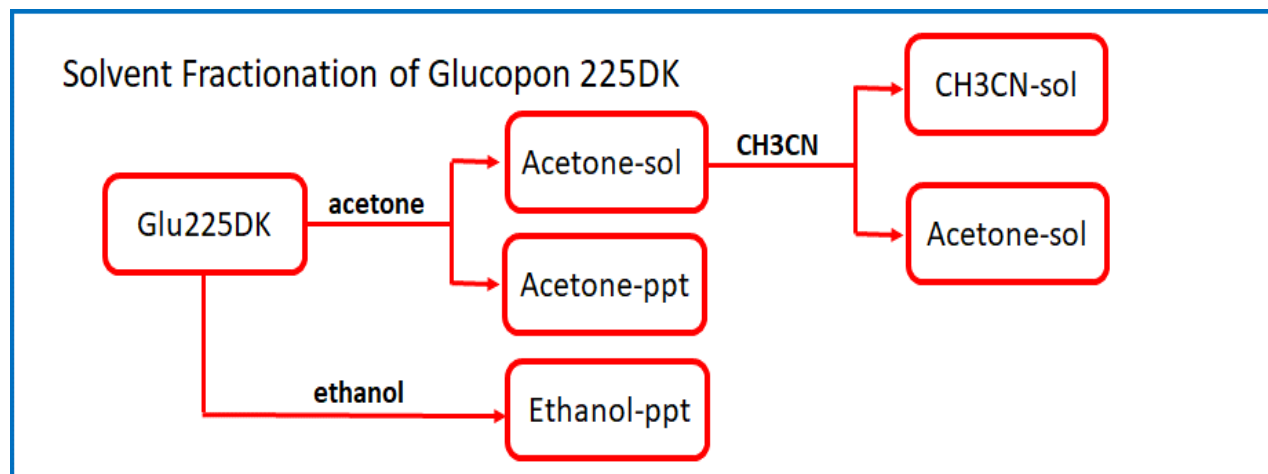 Solvent Fractionation of Glucopon 225DK
CH3CN-sol
Acetone-sol
CH3CN
Glu225DK
acetone
Acetone-sol
Acetone-ppt
ethanol
Ethanol-ppt